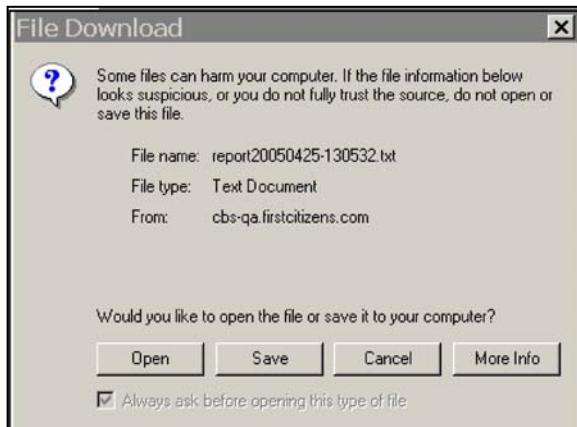 File Download
Some files can harm your computer. If the file information below
looks suspicious, or you do not fully trust the source, do not open or
save this file.
File name: report20050425-130532.txt
File type: Text Document
From: cbs-qa.firstcitizens.com
Would you like to open the file or save it to your computer?
Open Save Cancel More Info
Always ask before opening this type of file